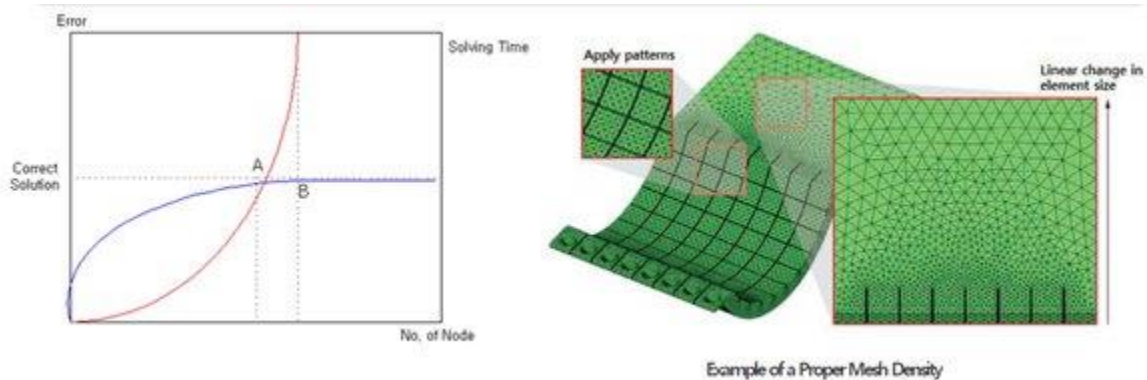 Error
Solving Time
Correct
Solution
A
B
No, of Node
Apply patterns
Linear change in
element size
Example of a Proper Mesh Density